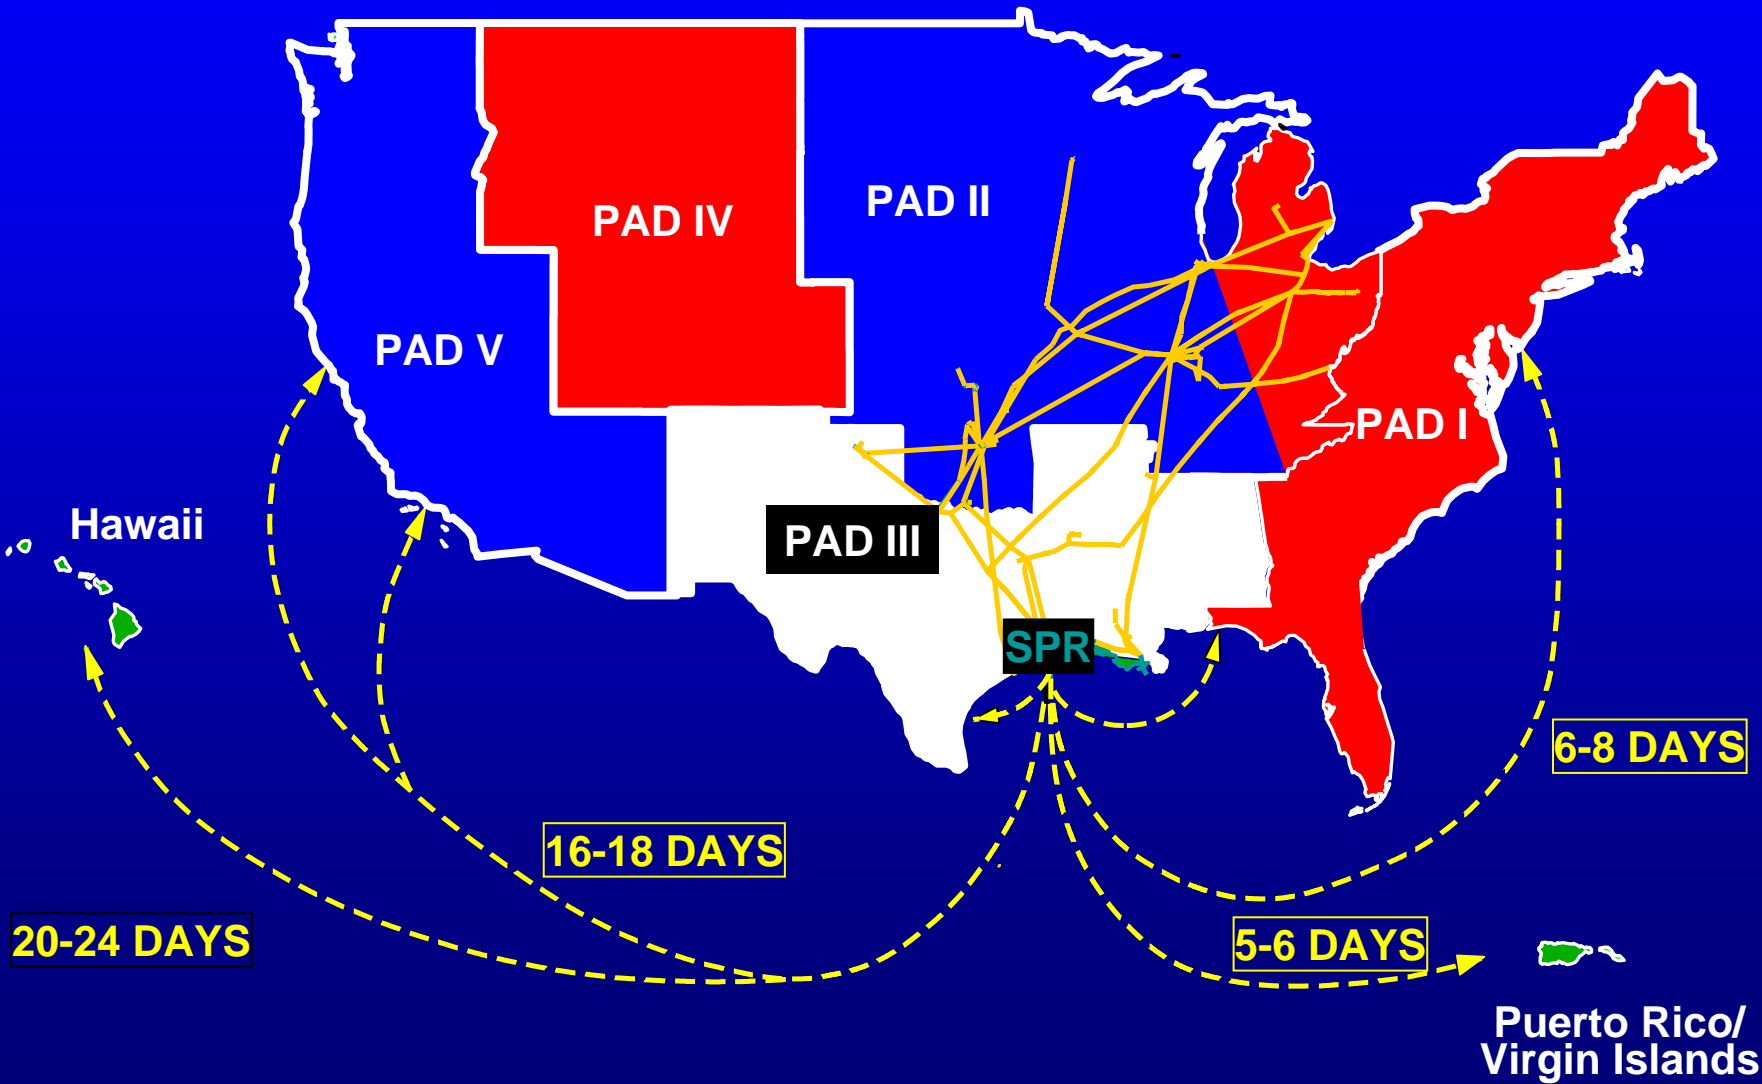 PAD II
PAD IV
PAD V
PAD I
Hawaii
PAD III
SPR
6-8 DAYS
16-18 DAYS
20-24 DAYS
5-6 DAYS
Puerto Rico/
Virgin Islands